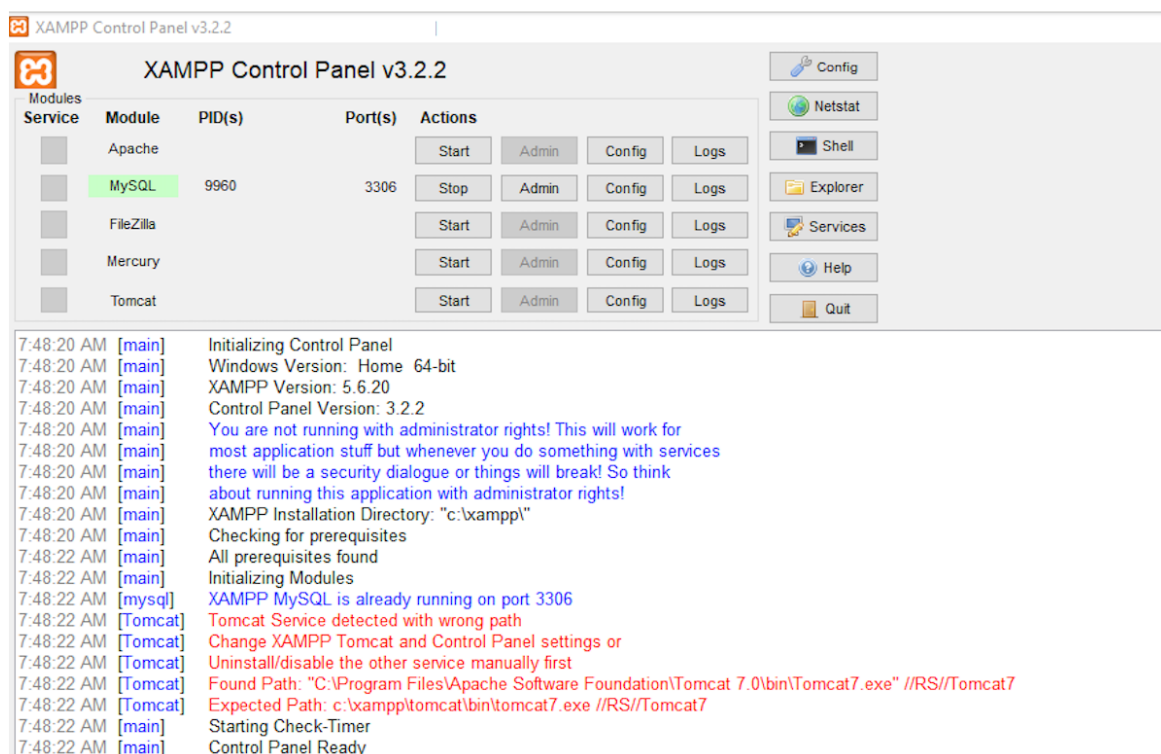 XAMPP Control Panel v3.2.2
XAMPP Control Panel v3.2.2
Modules
Service Module PID(s) Port(s) Actions
Apache Start Admin Config Logs
MySQL 9960 3306 Stop Admin Config Logs
FileZilla Start Admin Config Logs
Mercury Start Admin Config Logs
Tomcat Start Admin Config Logs
Config
Netstat
Shell
Explorer
Services
Help
Quit
7:48:20 AM [main] Initializing Control Panel
7:48:20 AM [main] Windows Version: Home 64-bit
7:48:20 AM [main] XAMPP Version: 5.6.20
7:48:20 AM [main] Control Panel Version: 3.2.2
7:48:20 AM [main] You are not running with administrator rights! This will work for
7:48:20 AM [main] most application stuff but whenever you do something with services
7:48:20 AM [main] there will be a security dialogue or things will break! So think
7:48:20 AM [main] about running this application with administrator rights!
7:48:20 AM [main] XAMPP Installation Directory: "c:\xampp\"
7:48:20 AM [main] Checking for prerequisites
7:48:22 AM [main] All prerequisites found
7:48:22 AM [main] Initializing Modules
7:48:22 AM [mysql] XAMPP MySQL is already running on port 3306
7:48:22 AM [Tomcat] Tomcat Service detected with wrong path
7:48:22 AM [Tomcat] Change XAMPP Tomcat and Control Panel settings or
7:48:22 AM [Tomcat] Uninstall/disable the other service manually first
7:48:22 AM [Tomcat] Found Path: "C:\Program Files\Apache Software Foundation\Tomcat 7.0\bin\Tomcat7.exe" //RS//Tomcat7
7:48:22 AM [Tomcat] Expected Path: c:\xampp\tomcat\bin\tomcat7.exe //RS//Tomcat7
7:48:22 AM [main] Starting Check-Timer
7:48:22 AM [main] Control Panel Ready